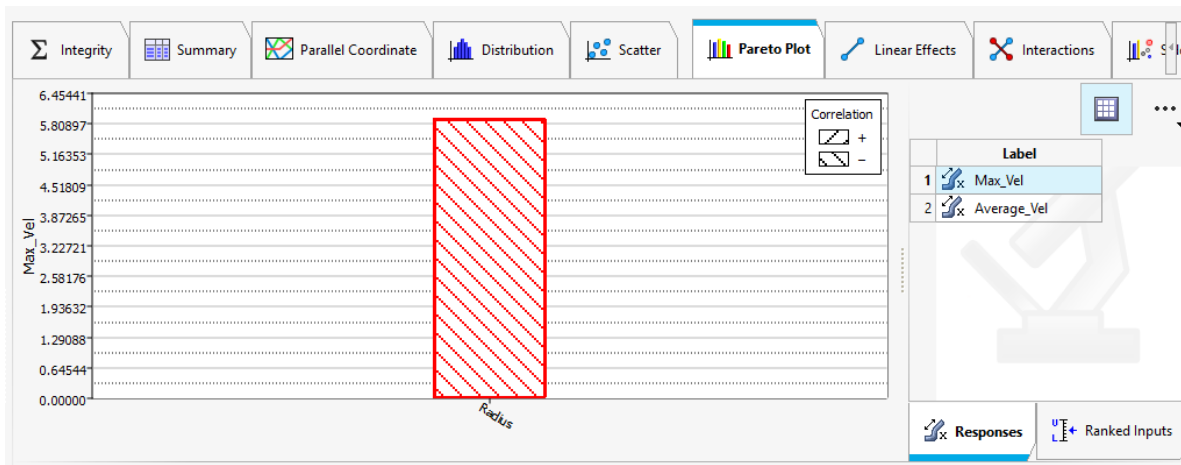 Integrity
Summary
Parallel Coordinate
Distribution
Scatter
Pareto Plot
Linear Effects
Interactions
6.45441
5.80897
5.16353
4.51809
3.87265
3.22721
2.58176
1.93632
1.29088
0.64544
0.00000
Max_Vel
Radius
Correlation
+
−
Label
1 Max_Vel
2 Average_Vel
Responses
Ranked Inputs